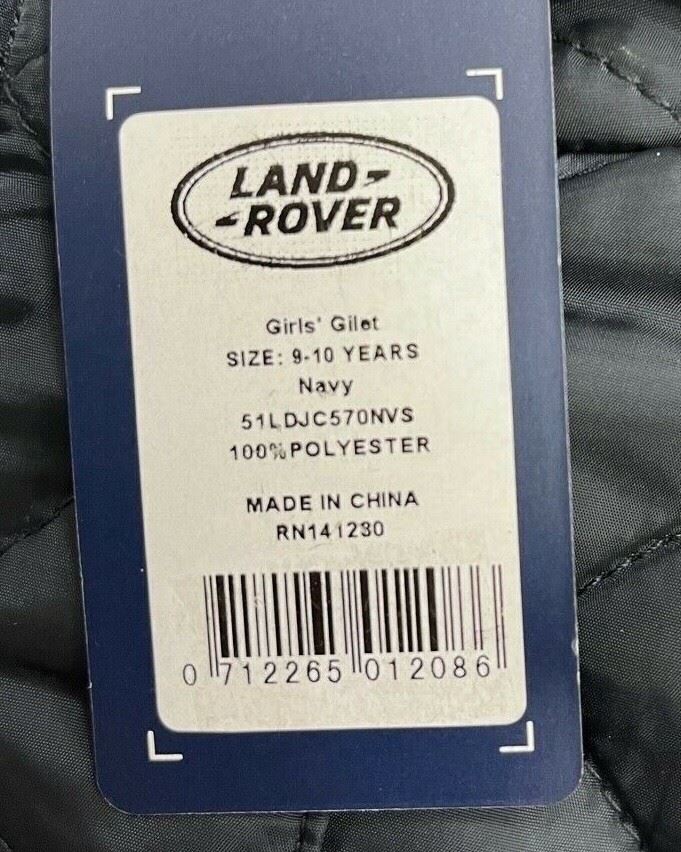 LAND
ROVER
Girls' Gilet
SIZE: 9-10 YEARS
Navy
51LDJC570NVS
100%POLYESTER
MADE IN CHINA
RN141230
0 712265 012086